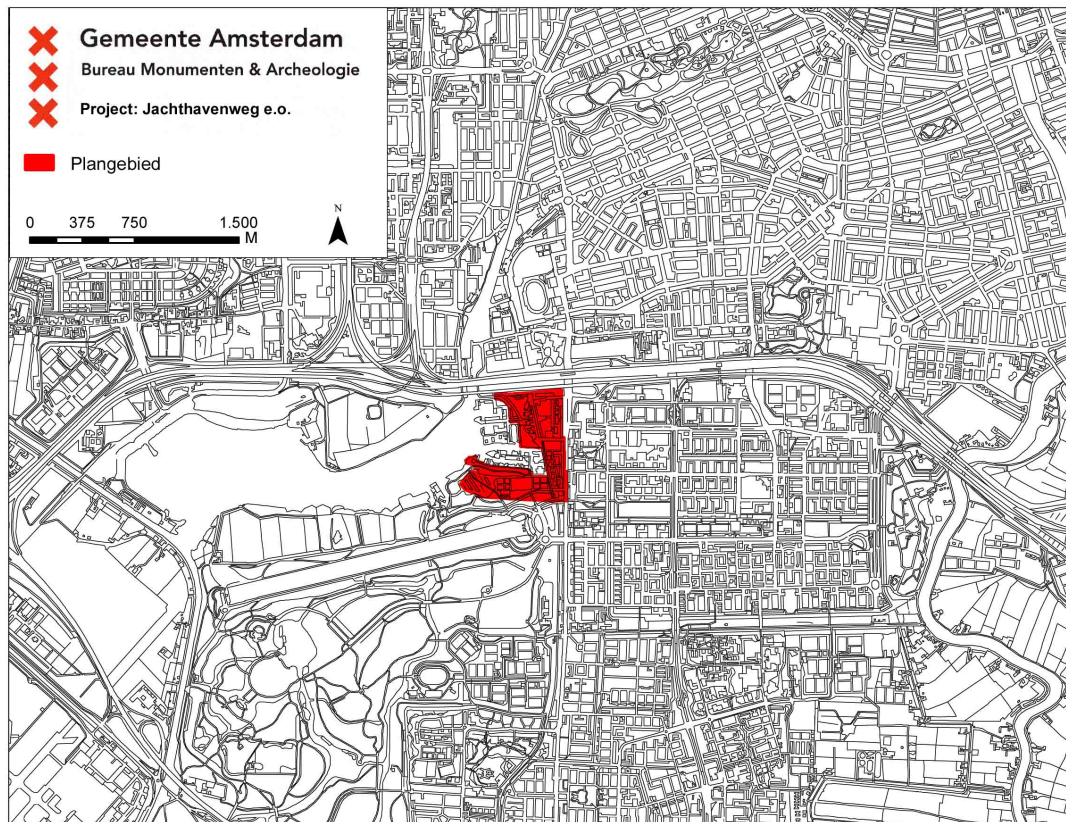 Gemeente Amsterdam
Bureau Monumenten & Archeologie
Project: Jachthavenweg e.o.
Plangebied
0 375 750 1.500
M
N